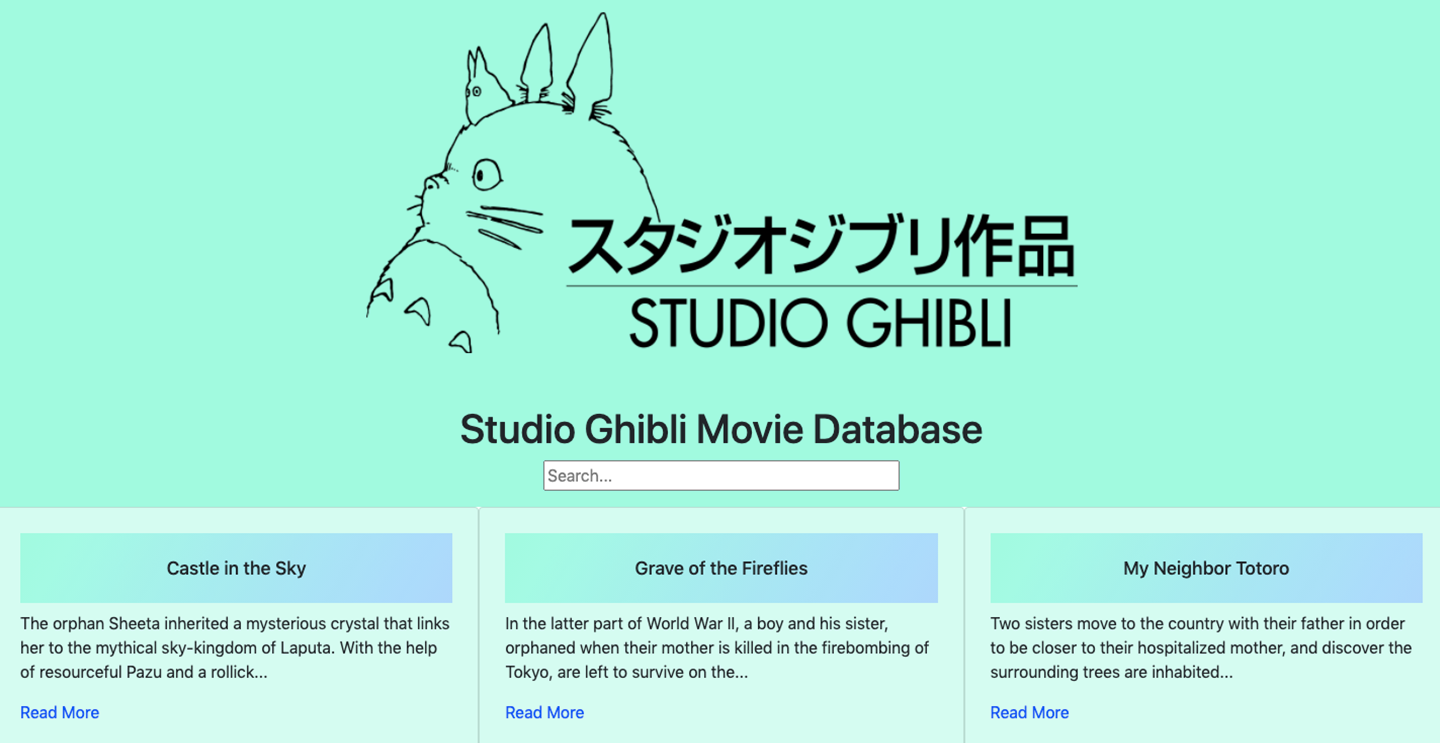 スタジオジブリ作品
STUDIO GHIBLI
Studio Ghibli Movie Database
Search...
Castle in the Sky
The orphan Sheeta inherited a mysterious crystal that links
her to the mythical sky-kingdom of Laputa. With the help
of resourceful Pazu and a rollick...
Read More
Grave of the Fireflies
In the latter part of World War II, a boy and his sister,
orphaned when their mother is killed in the firebombing of
Tokyo, are left to survive on the...
Read More
My Neighbor Totoro
Two sisters move to the country with their father in order
to be closer to their hospitalized mother, and discover the
surrounding trees are inhabited...
Read More